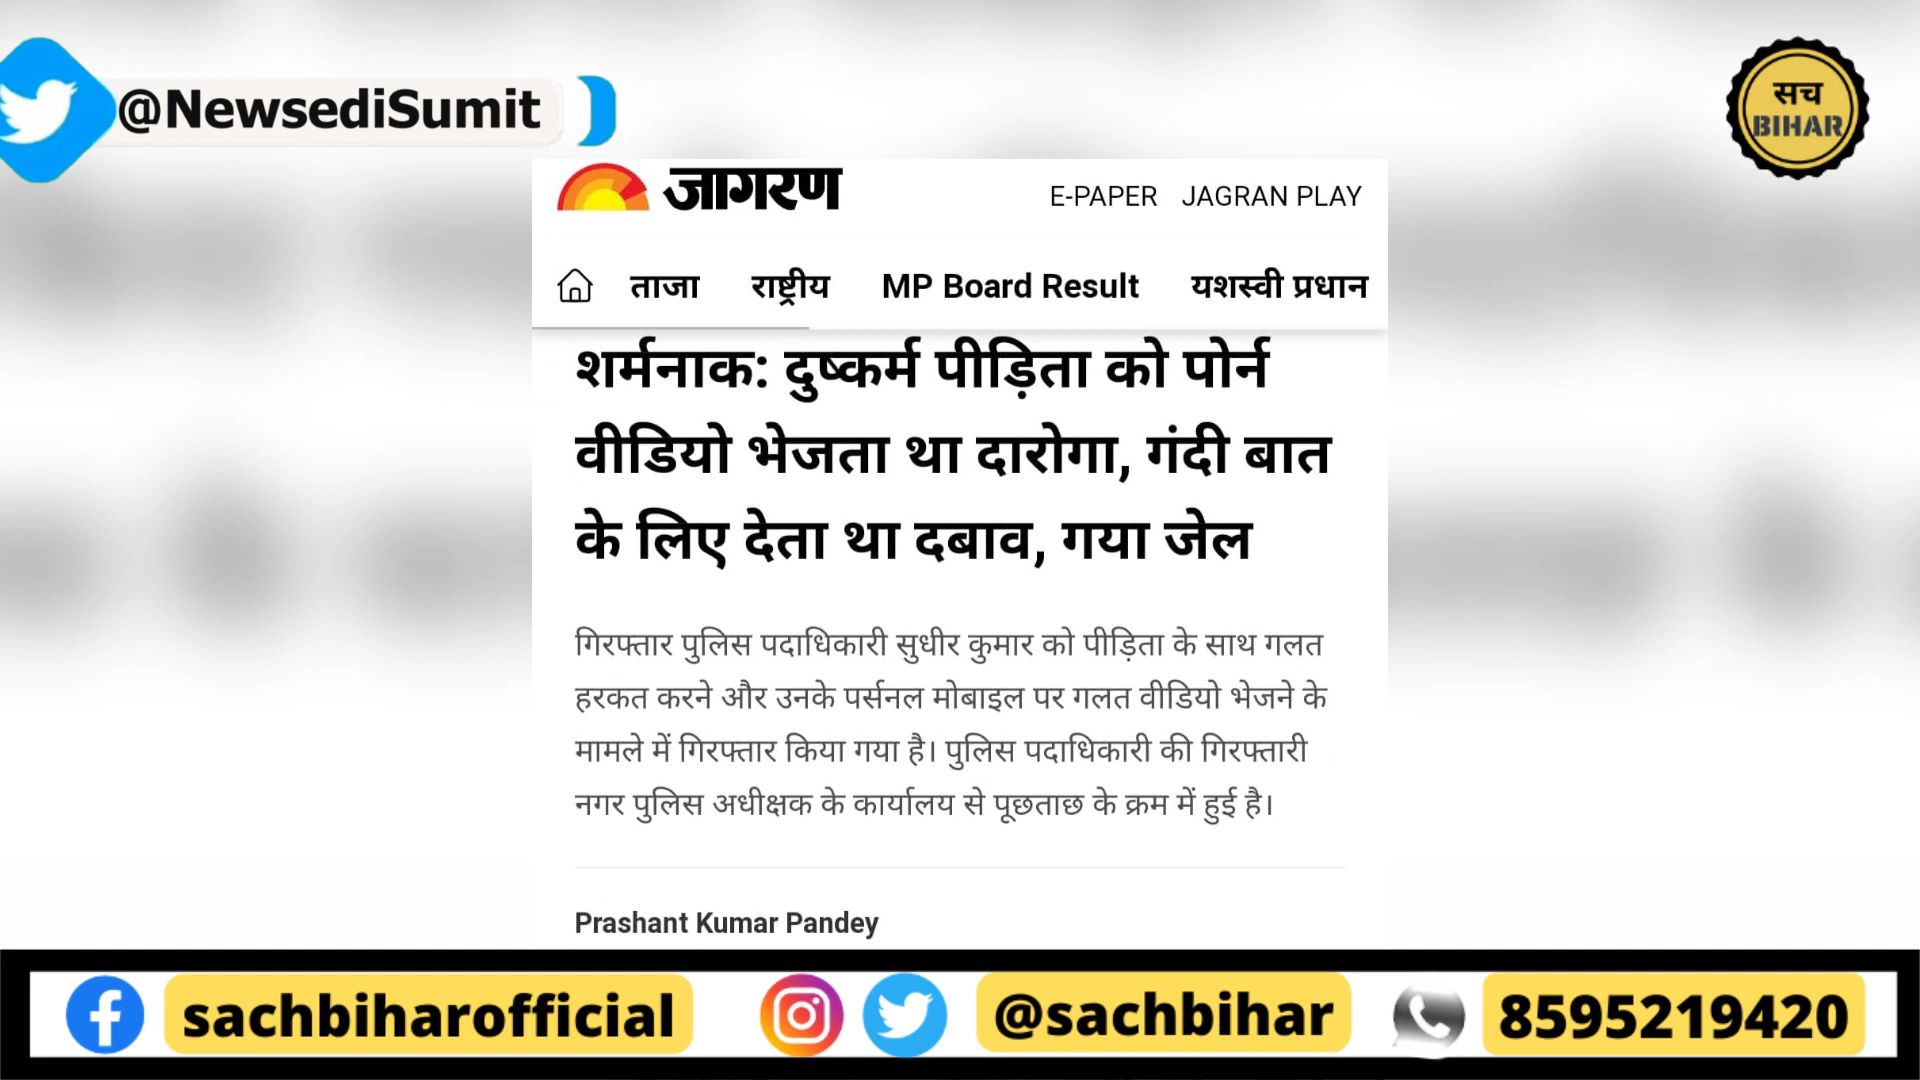 @NewsediSumit
सच
BIHAR
जागरण
E-PAPER JAGRAN PLAY
ताजा राष्ट्रीय MP Board Result यशस्वी प्रधान
शर्मनाक: दुष्कर्म पीड़िता को पोर्न
वीडियो भेजता था दारोगा, गंदी बात
के लिए देता था दबाव, गया जेल
गिरफ्तार पुलिस पदाधिकारी सुधीर कुमार को पीड़िता के साथ गलत
हरकत करने और उनके पर्सनल मोबाइल पर गलत वीडियो भेजने के
मामले में गिरफ्तार किया गया है। पुलिस पदाधिकारी की गिरफ्तारी
नगर पुलिस अधीक्षक के कार्यालय से पूछताछ के क्रम में हुई है।
Prashant Kumar Pandey
sachbiharofficial @sachbihar 8595219420